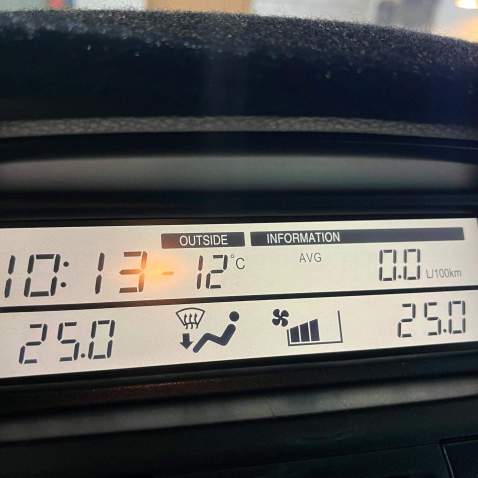 OUTSIDE INFORMATION
10:13 -12°C AVG 0.0 L/100km
25.0 25.0